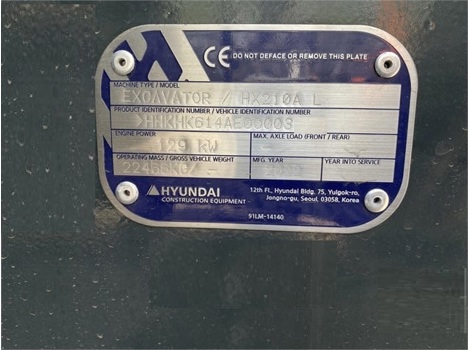 CE DO NOT DEFACE OR REMOVE THIS PLATE
MACHINE TYPE / MODEL
EXCAVATOR / HX210A L
PRODUCT IDENTIFICATION NUMBER / VEHICLE IDENTIFICATION NUMBER
ENGINE POWER MAX. AXLE LOAD (FRONT / REAR)
129 kW
OPERATING MASS / GROSS VEHICLE WEIGHT MFG. YEAR YEAR INTO SERVICE
HYUNDAI
CONSTRUCTION EQUIPMENT
12th Fl., Hyundai Bldg. 75, Yulgok-ro,
Jongno-gu, Seoul, 03058, Korea
91LM-14140